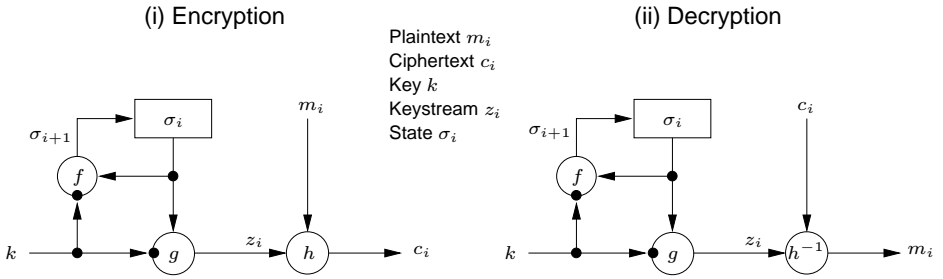 (i) Encryption
(ii) Decryption
Plaintext m_i
Ciphertext c_i
Key k
Keystream z_i
State σ_i
σ_i
m_i
σ_{i+1}
f
k
g
z_i
h
c_i
σ_i
c_i
σ_{i+1}
f
k
g
z_i
h^{−1}
m_i